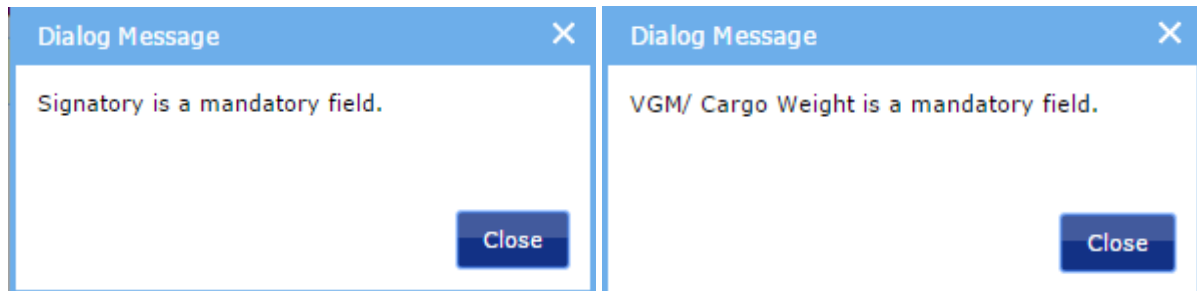 Dialog Message
Signatory is a mandatory field.
Close
Dialog Message
VGM/ Cargo Weight is a mandatory field.
Close